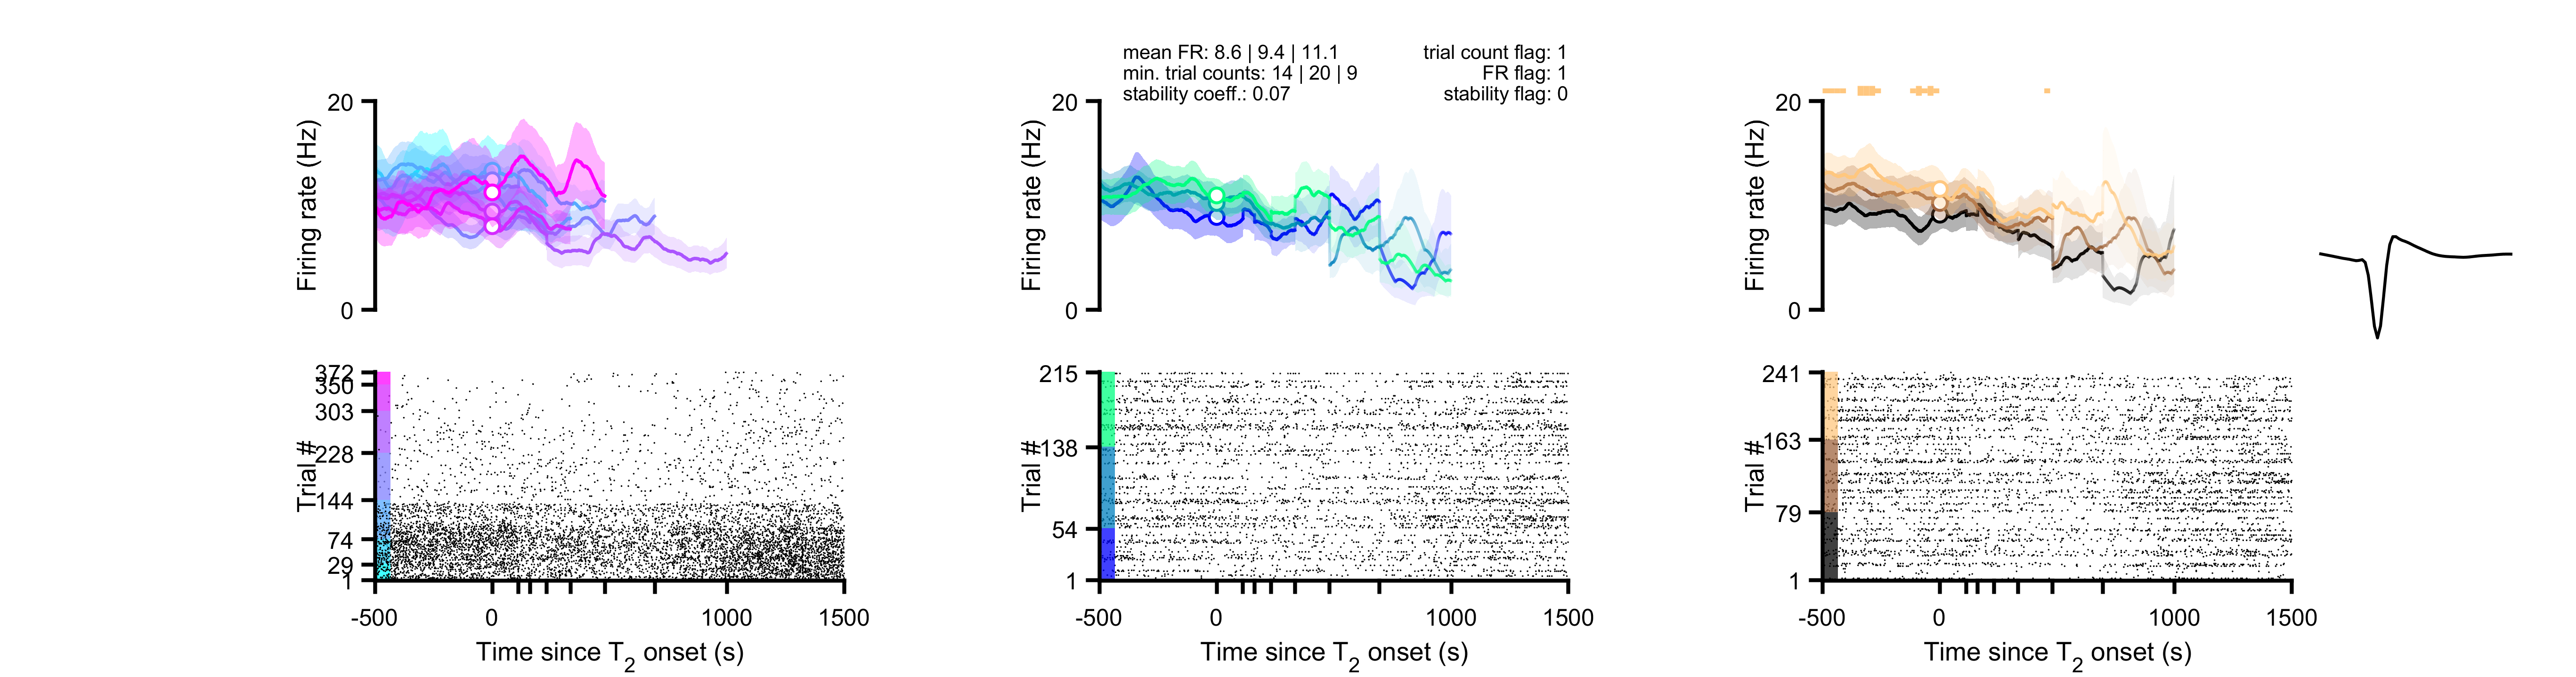 mean FR: 8.6 | 9.4 | 11.1
min. trial counts: 14 | 20 | 9
stability coeff.: 0.07
trial count flag: 1
FR flag: 1
stability flag: 0
20
Firing rate (Hz)
0
20
Firing rate (Hz)
0
20
Firing rate (Hz)
0
372
350
303
228
144
74
29
1
Trial #
-500
0
1000
1500
Time since T2 onset (s)
215
138
54
1
Trial #
-500
0
1000
1500
Time since T2 onset (s)
241
163
79
1
Trial #
-500
0
1000
1500
Time since T2 onset (s)